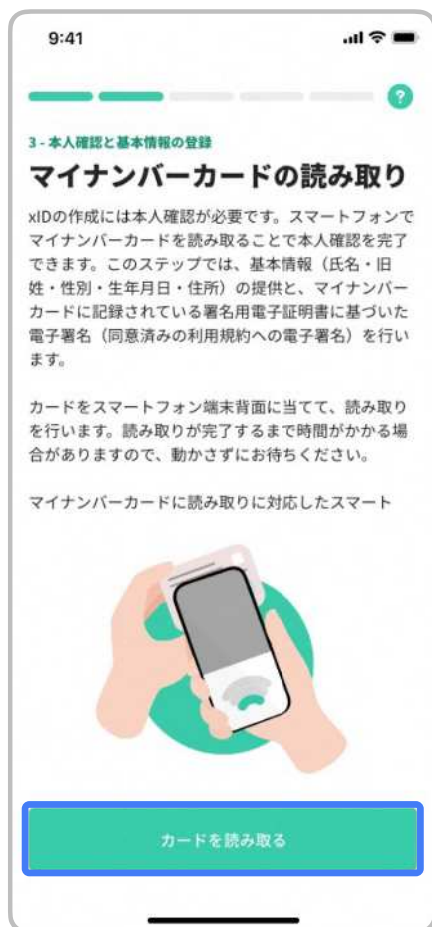 9:41
?
3 - 本人確認と基本情報の登録
マイナンバーカードの読み取り
xIDの作成には本人確認が必要です。スマートフォンで
マイナンバーカードを読み取ることで本人確認を完了
できます。このステップでは、基本情報（氏名・旧
姓・性別・生年月日・住所）の提供と、マイナンバー
カードに記録されている署名用電子証明書に基づいた
電子署名（同意済みの利用規約への電子署名）を行い
ます。
カードをスマートフォン端末背面に当てて、読み取り
を行います。読み取りが完了するまで時間がかかる場
合がありますので、動かさずにお待ちください。
マイナンバーカードに読み取りに対応したスマート
カードを読み取る